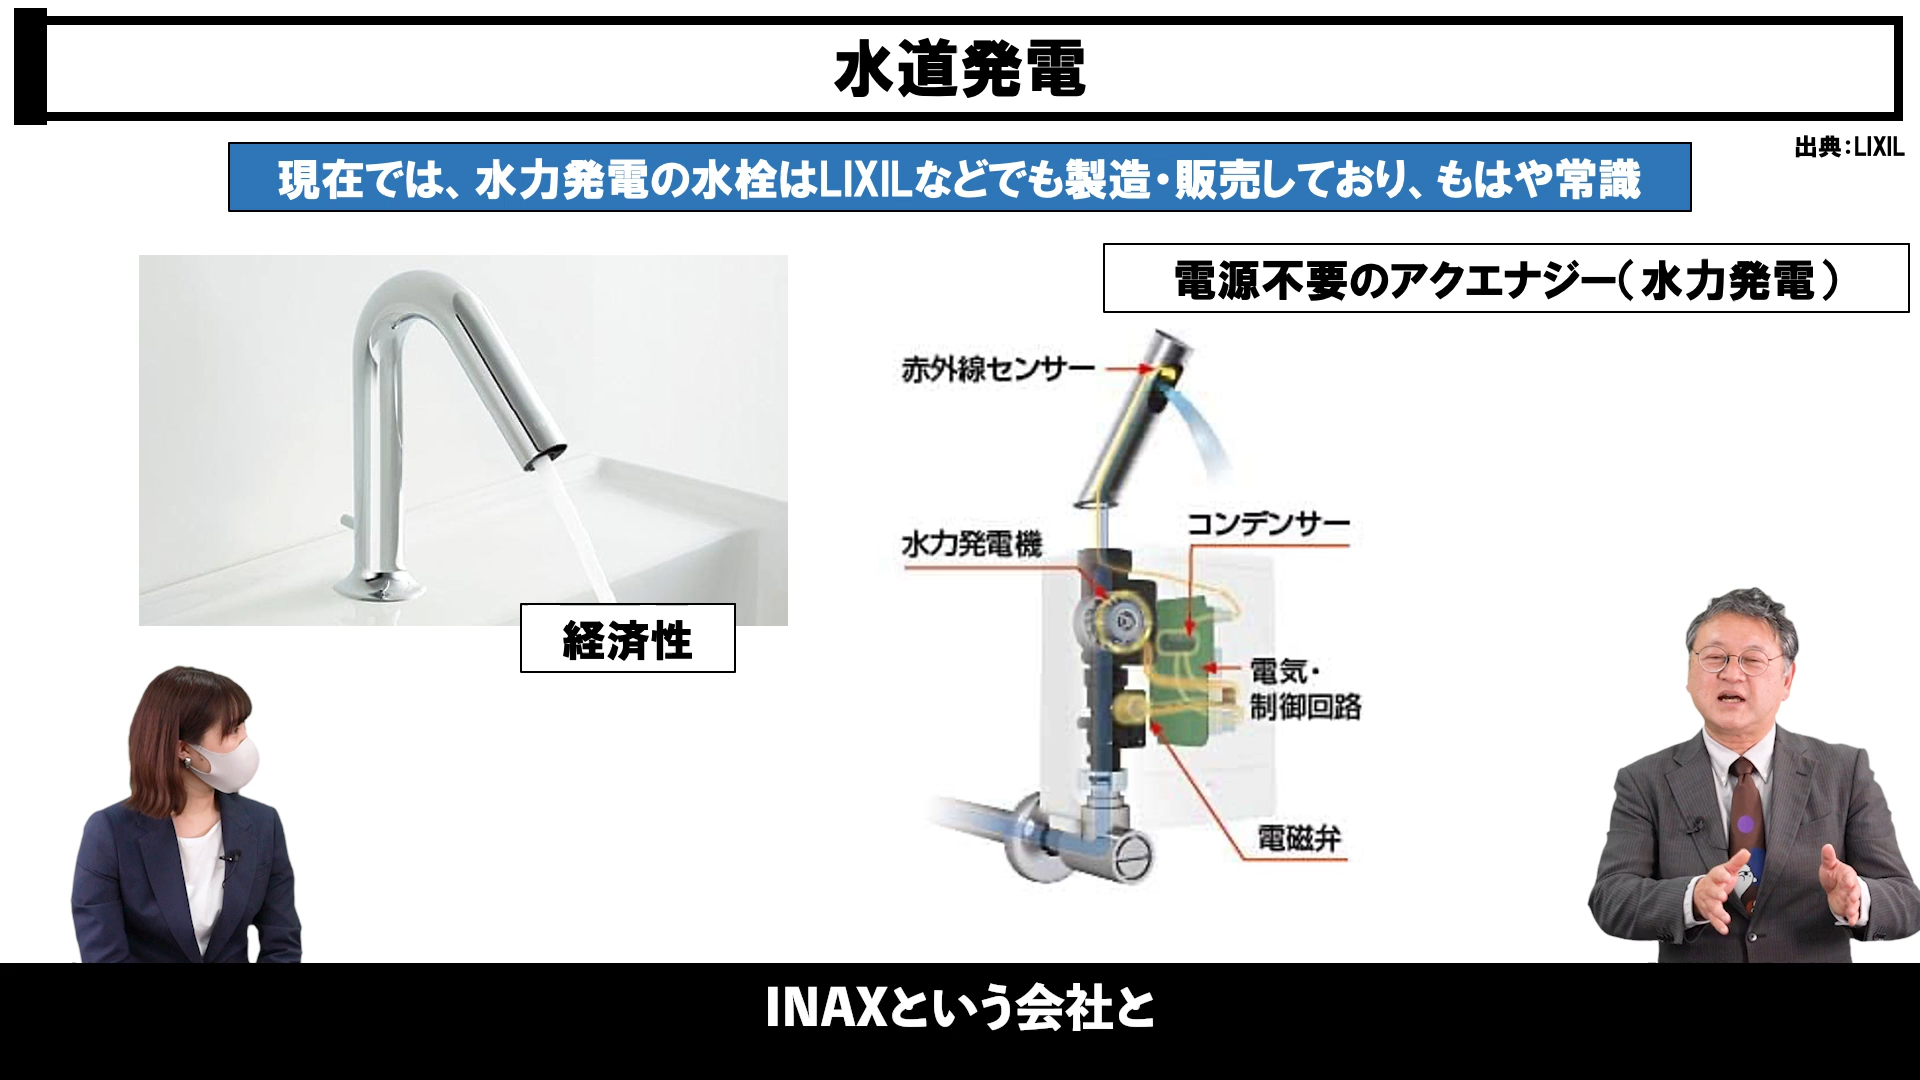 水道発電
出典：LIXIL
現在では、水力発電の水栓はLIXILなどでも製造・販売しており、もはや常識
電源不要のアクエナジー（水力発電）
赤外線センサー
コンデンサー
水力発電機
経済性
電気・
制御回路
電磁弁
INAXという会社と